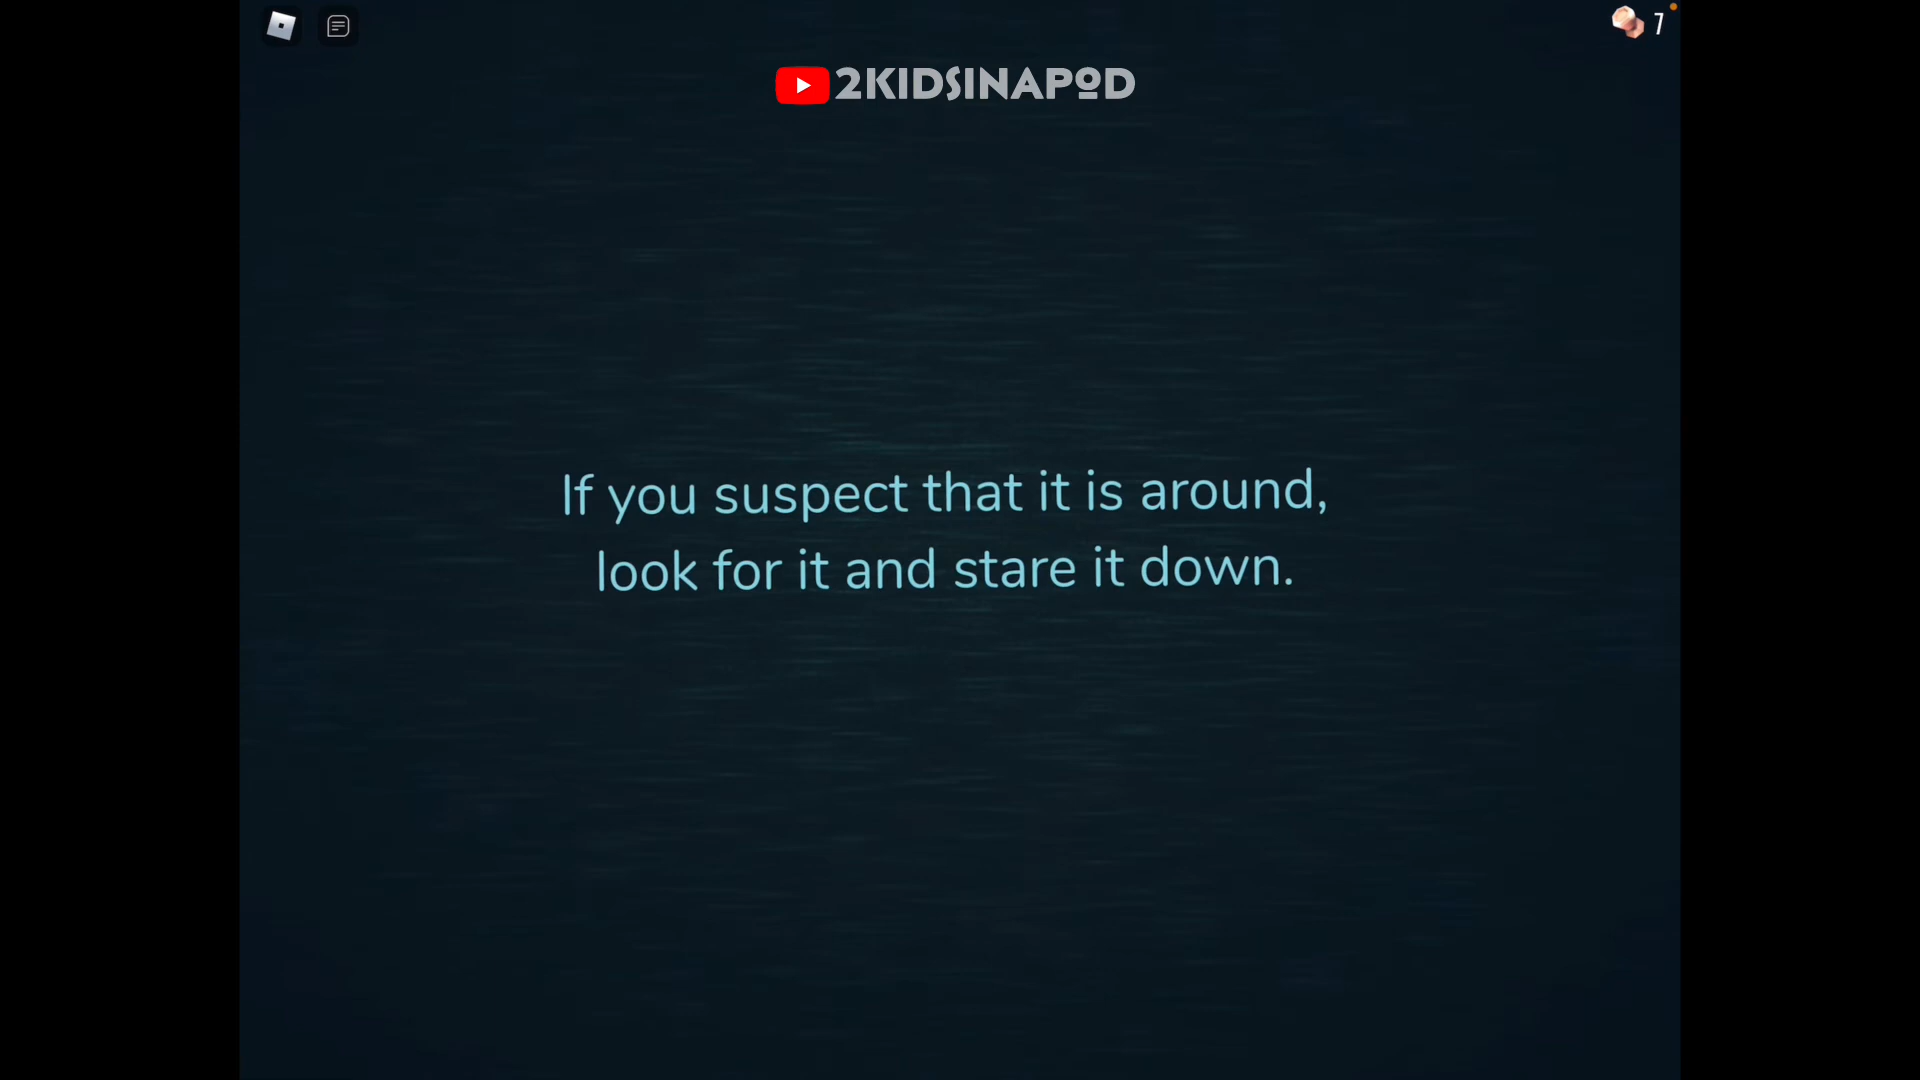 7
2KIDSINAPOD
If you suspect that it is around,
look for it and stare it down.